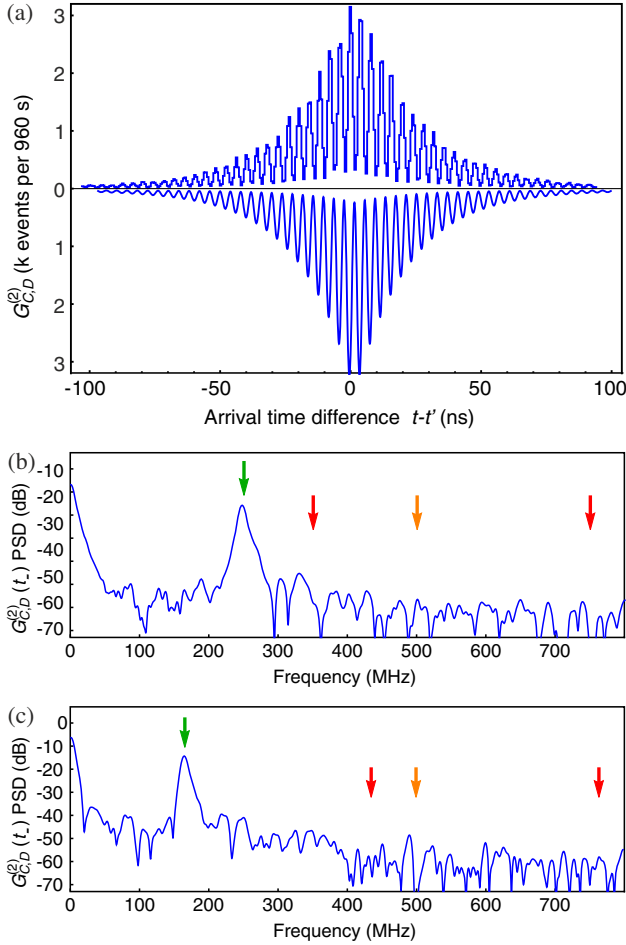 (a)
3
2
1
0
1
2
3
G^{(2)}_{C,D} (k events per 960 s)
-100 -50 0 50 100
Arrival time difference t-t' (ns)
(b)
-10
-20
-30
-40
-50
-60
-70
G^{(2)}_{C,D} (t_-) PSD (dB)
0 100 200 300 400 500 600 700
Frequency (MHz)
(c)
0
-10
-20
-30
-40
-50
-60
-70
G^{(2)}_{C,D} (t_-) PSD (dB)
0 100 200 300 400 500 600 700
Frequency (MHz)